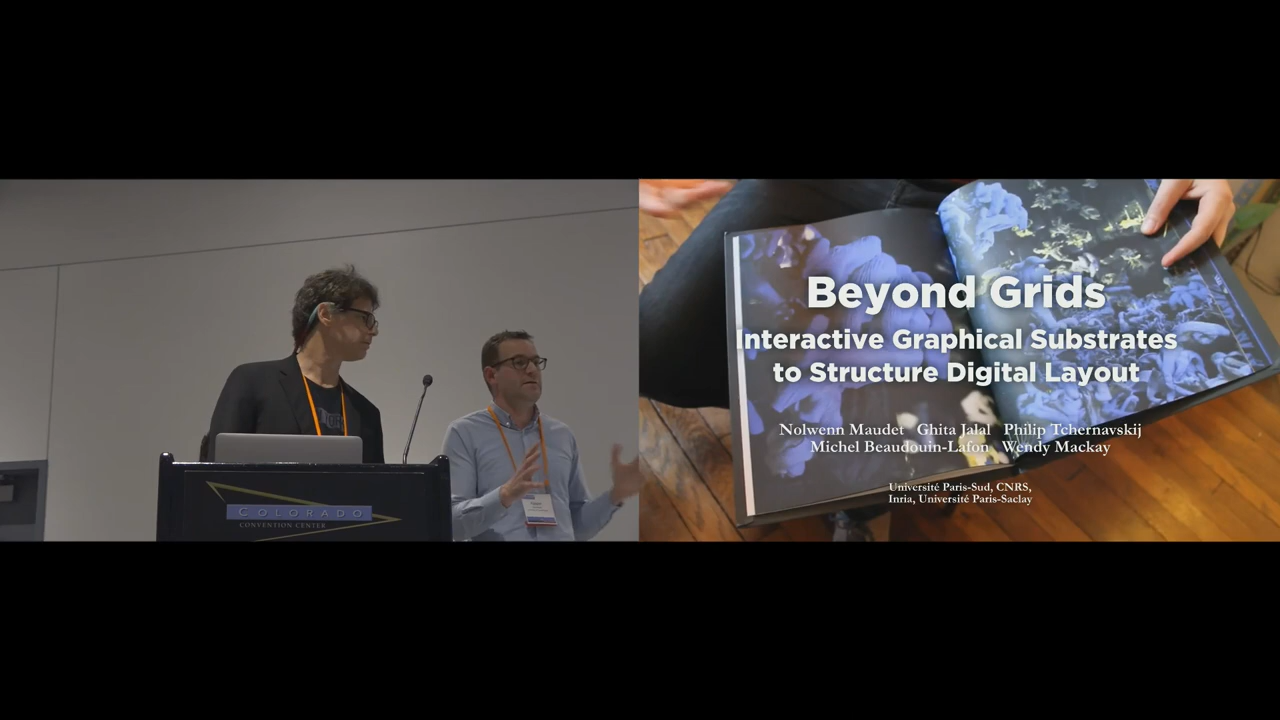 COLORADO
CONVENTION CENTER
Beyond Grids
Interactive Graphical Substrates
to Structure Digital Layout
Nolwenn Maudet Ghita Jalal Philip Tchernavskij
Michel Beaudouin-Lafon Wendy Mackay
Université Paris-Sud, CNRS,
Inria, Université Paris-Saclay